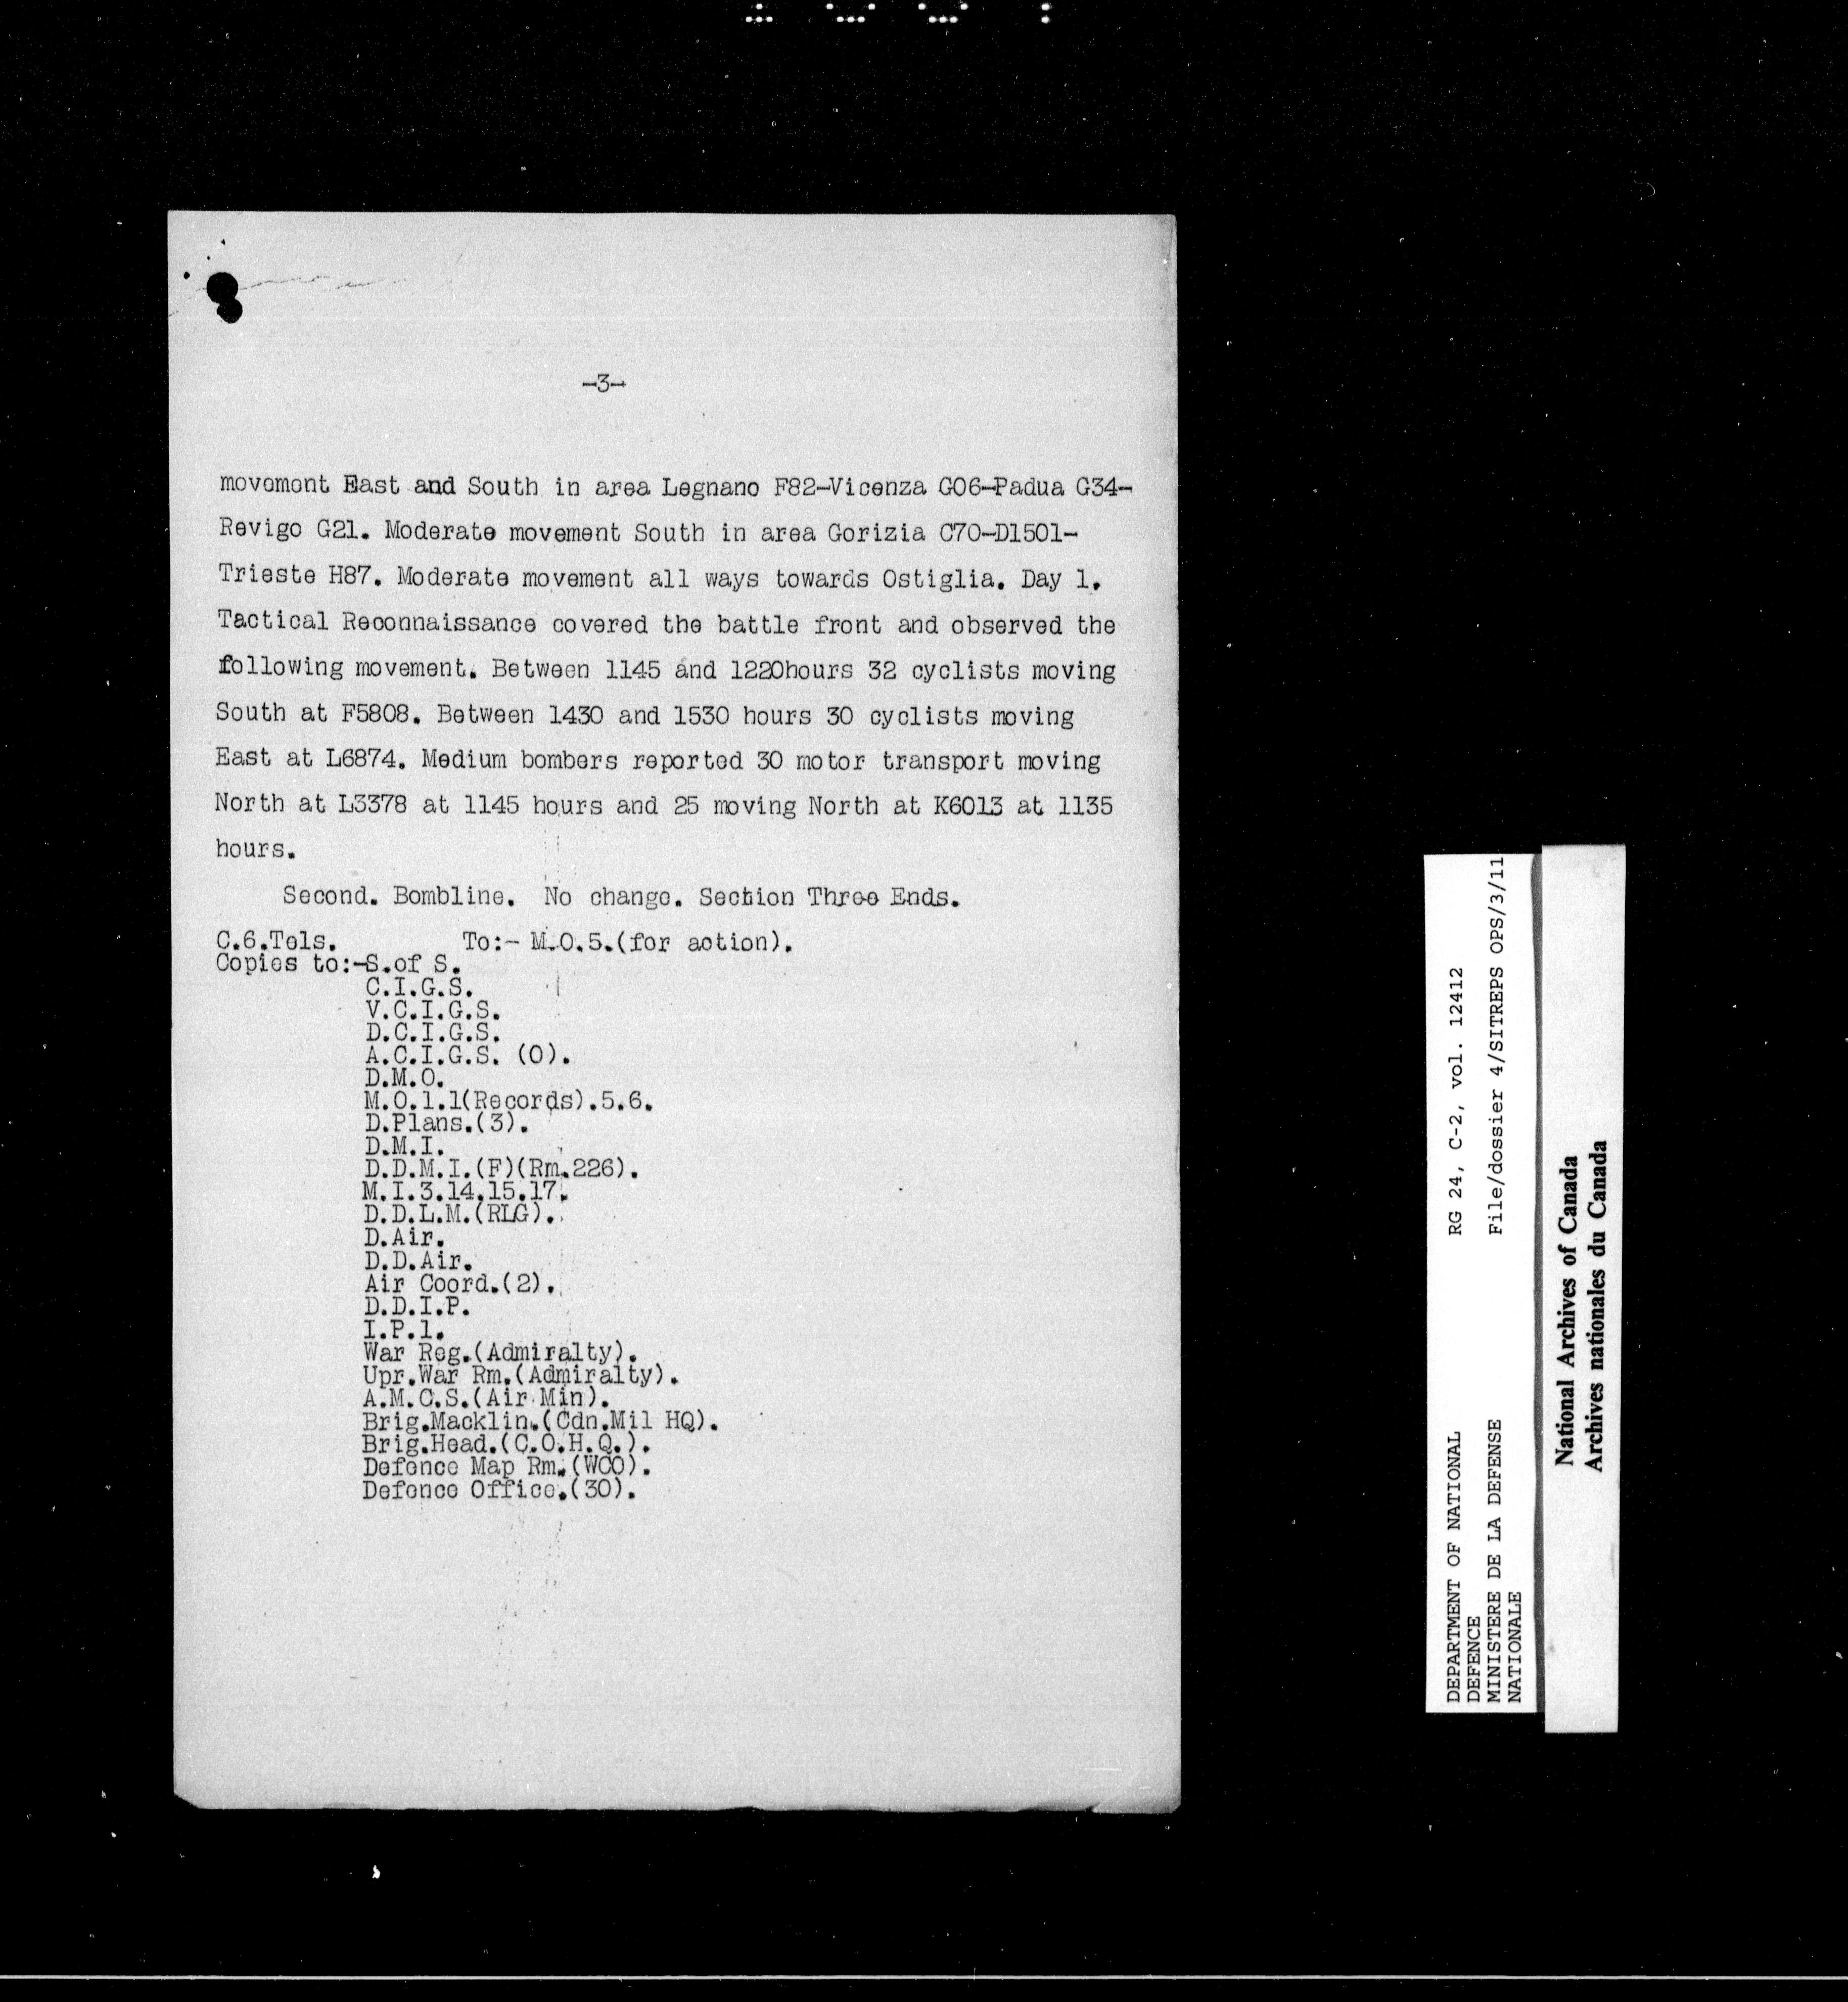 -3-
movement East and South in area Legnano F82-Vicenza G06-Padua G34-
Revigo G21. Moderate movement South in area Gorizia C70-D1501-
Trieste H87. Moderate movement all ways towards Ostiglia. Day 1.
Tactical Reconnaissance covered the battle front and observed the
following movement. Between 1145 and 1220hours 32 cyclists moving
South at F5808. Between 1430 and 1530 hours 30 cyclists moving
East at L6874. Medium bombers reported 30 motor transport moving
North at L3378 at 1145 hours and 25 moving North at K6013 at 1135
hours.
Second. Bombline. No change. Section Three Ends.
C.6.Tels. To:- M.O.5.(for action).
Copies to:-S.of S.
C.I.G.S.
V.C.I.G.S.
D.C.I.G.S.
A.C.I.G.S. (O).
D.M.O.
M.O.1.1(Records).5.6.
D.Plans.(3).
D.M.I.
D.D.M.I.(F)(Rm.226).
M.I.3.14.15.17.
D.D.L.M.(RLG).
D.Air.
D.D.Air.
Air Coord.(2).
D.D.I.P.
I.P.1.
War Reg.(Admiralty).
Upr.War Rm.(Admiralty).
A.M.C.S.(Air Min).
Brig.Macklin.(Cdn.Mil HQ).
Brig.Head.(C.O.H.Q.).
Defence Map Rm.(WCO).
Defence Office.(30).
DEPARTMENT OF NATIONAL RG 24, C-2, vol. 12412
DEFENCE
MINISTERE DE LA DEFENSE File/dossier 4/SITREPS OPS/3/11
NATIONALE
National Archives of Canada
Archives nationales du Canada